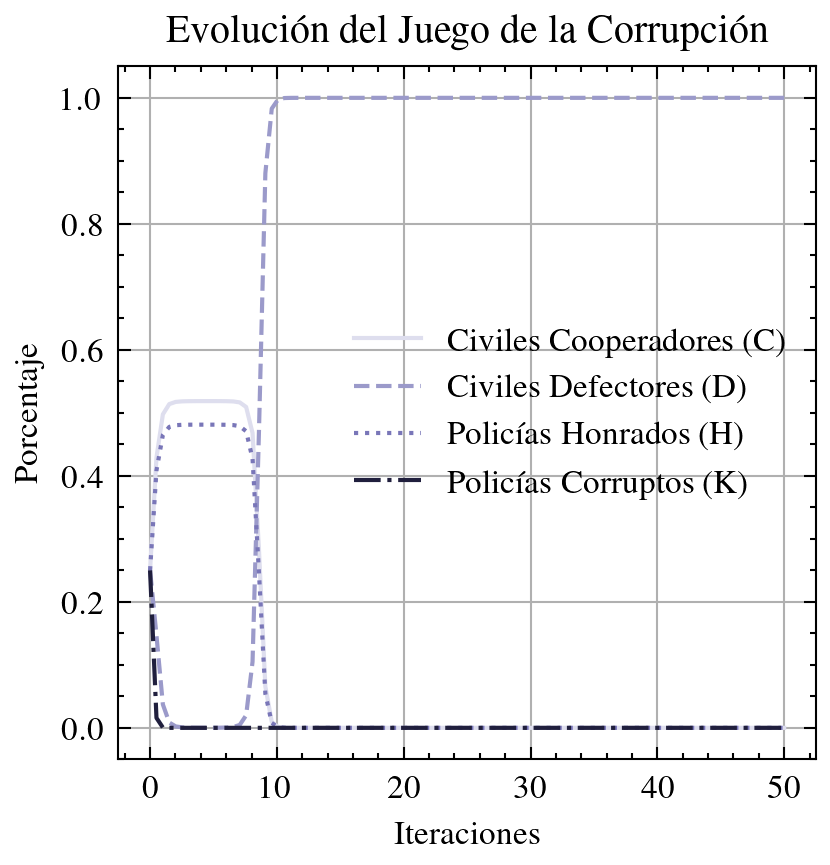 Evolución del Juego de la Corrupción
1.0
0.8
0.6
0.4
0.2
0.0
Porcentaje
Civiles Cooperadores (C)
Civiles Defectores (D)
Policías Honrados (H)
Policías Corruptos (K)
0 10 20 30 40 50
Iteraciones